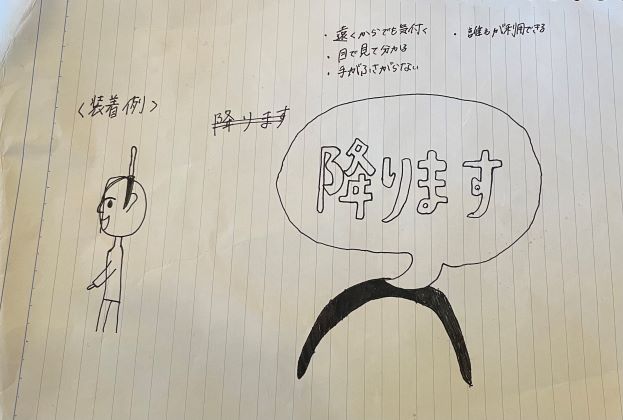 ・遠くからでも気付く
・目で見て分かる
・手がふさがらない
・誰もが利用できる
〈装着例〉
降ります
降ります